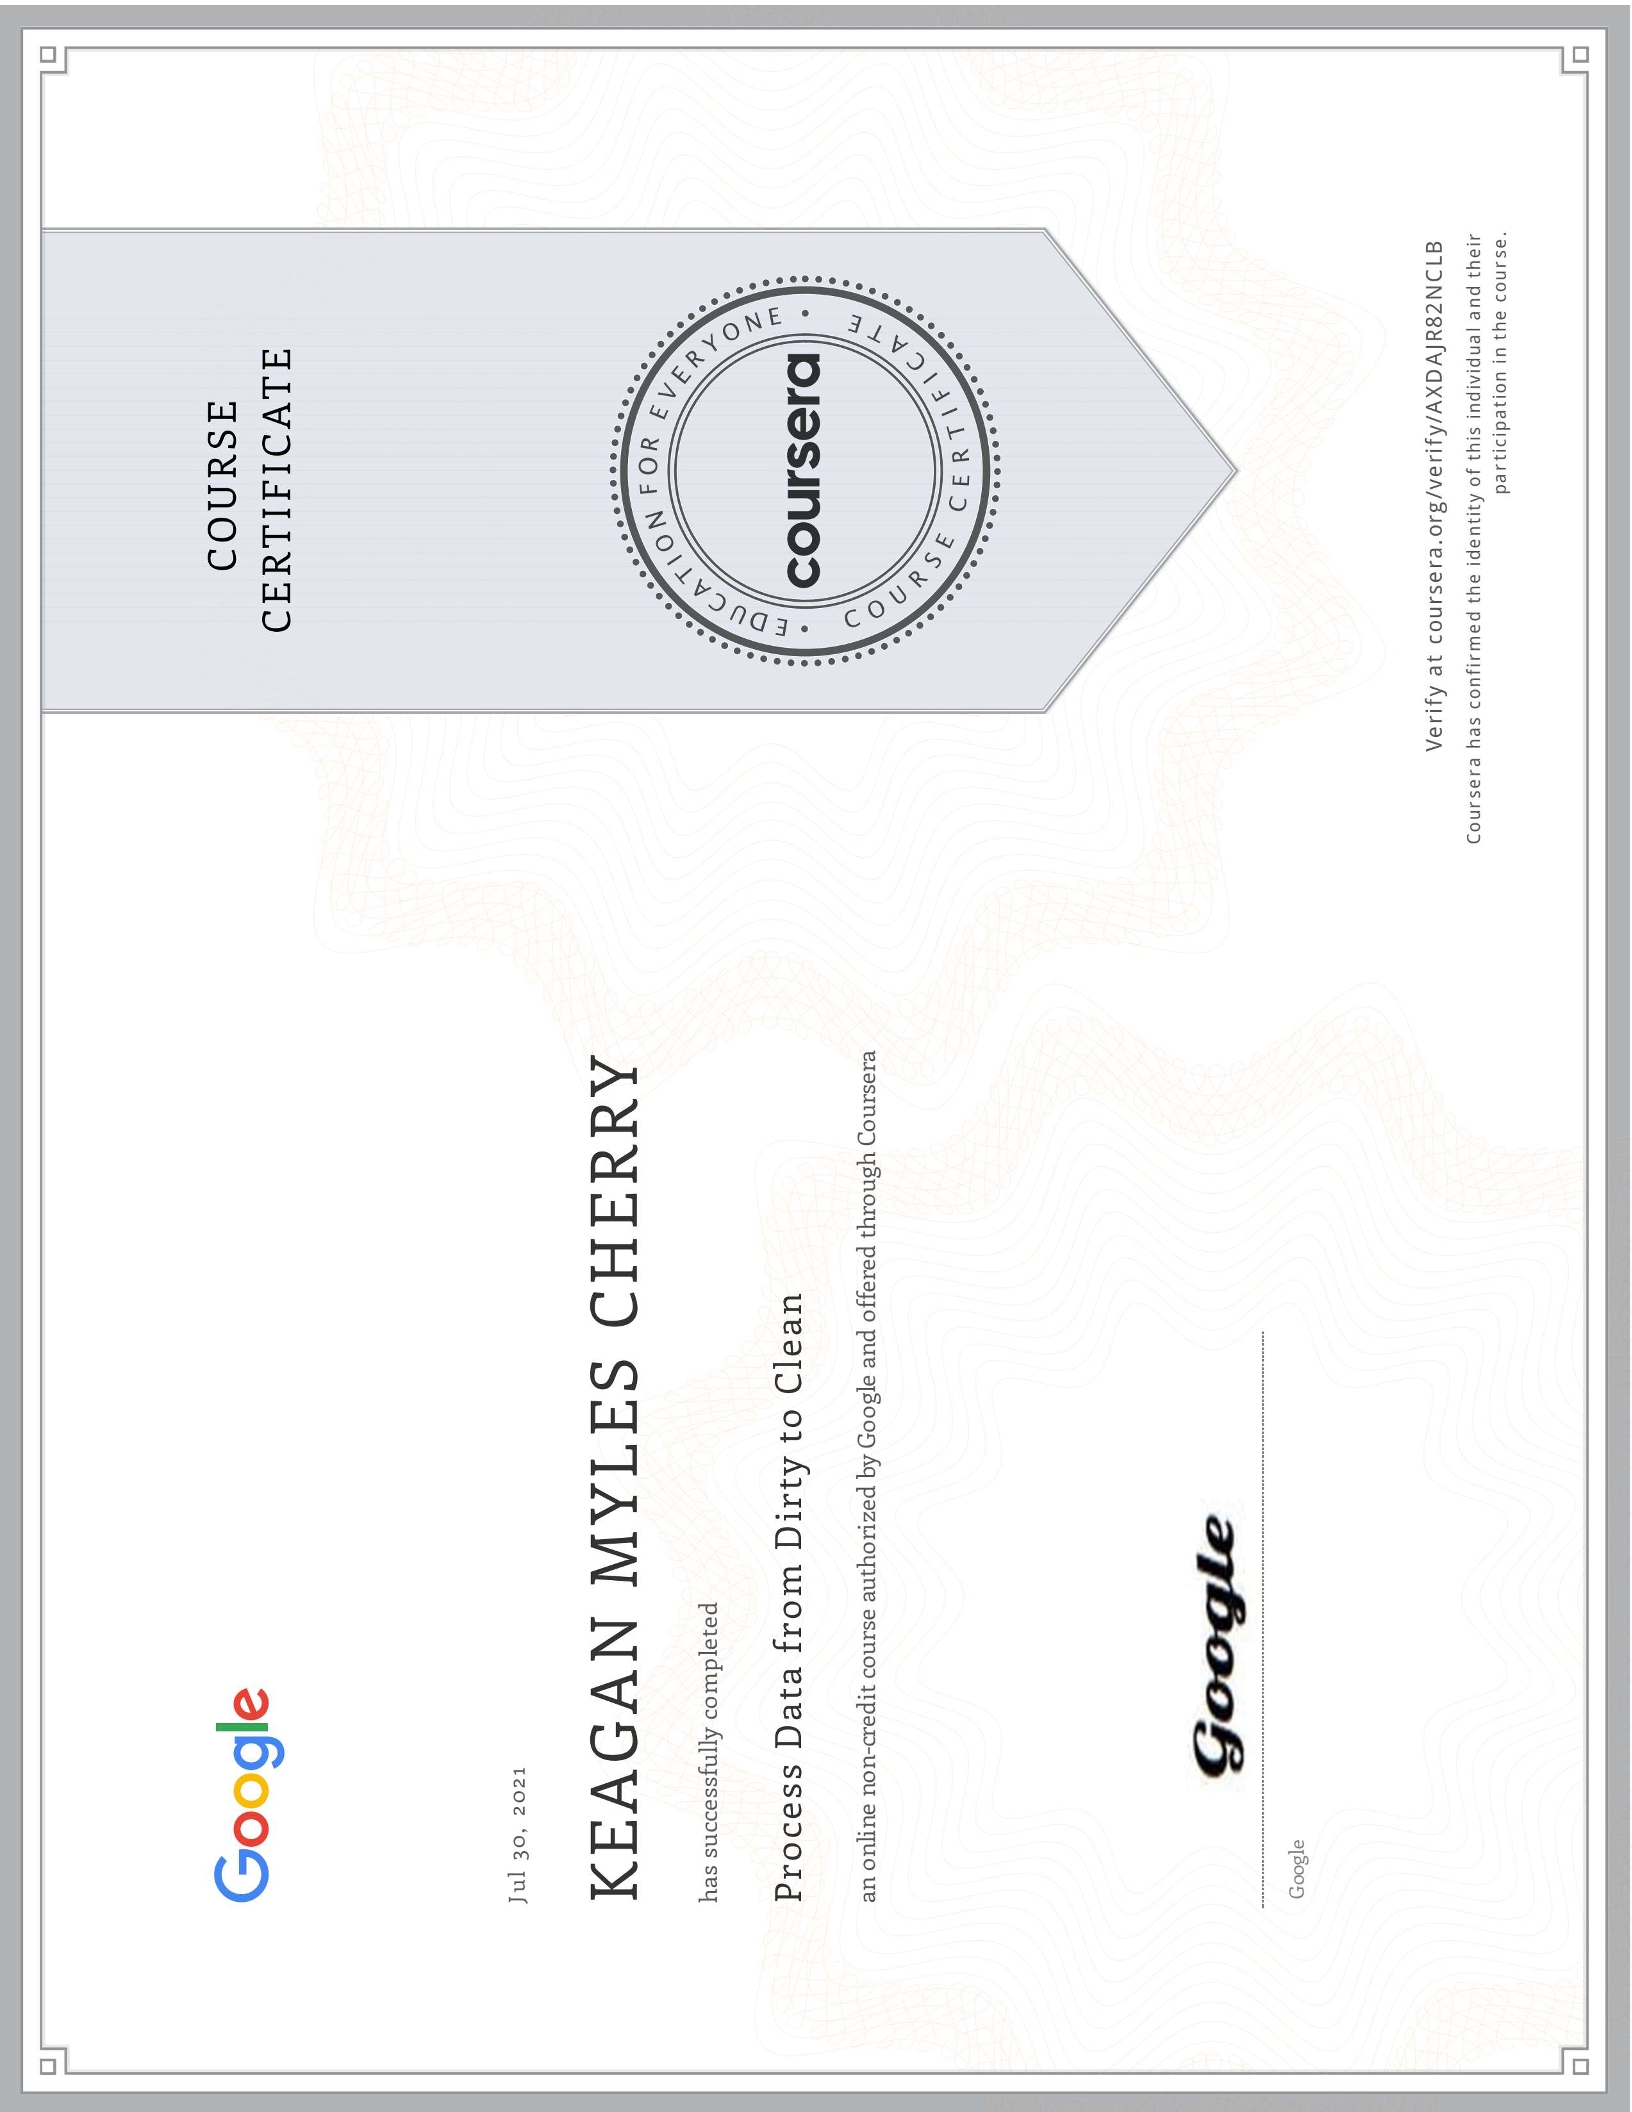 Google
COURSE
CERTIFICATE
Jul 30, 2021
KEAGAN MYLES CHERRY
has successfully completed
Process Data from Dirty to Clean
an online non-credit course authorized by Google and offered through Coursera
EDUCATION FOR EVERYONE
coursera
COURSE CERTIFICATE
Google
Google
Verify at coursera.org/verify/AXDAJR82NCLB
Coursera has confirmed the identity of this individual and their
participation in the course.